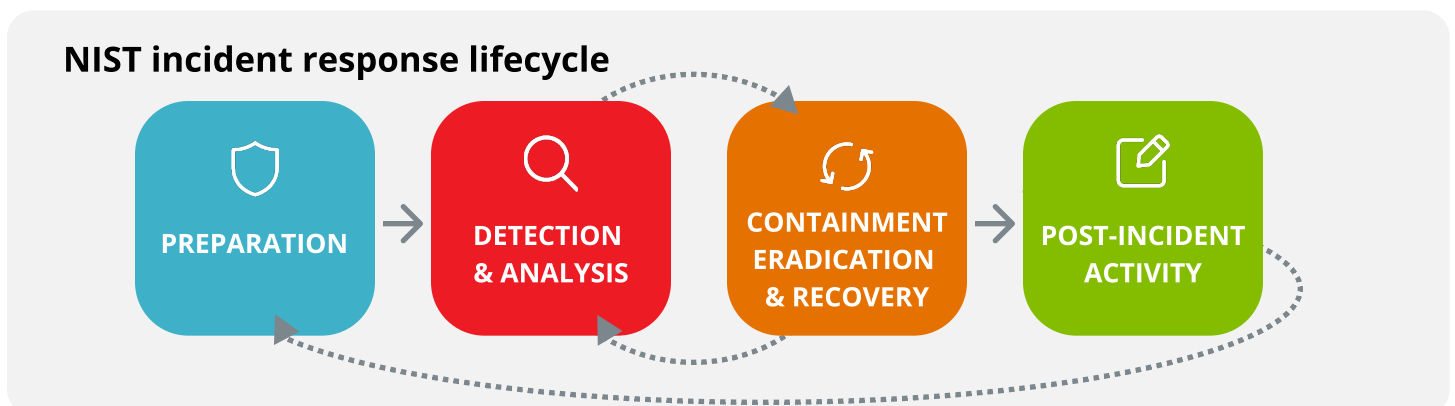 NIST incident response lifecycle
PREPARATION
DETECTION
& ANALYSIS
CONTAINMENT
ERADICATION
& RECOVERY
POST-INCIDENT
ACTIVITY